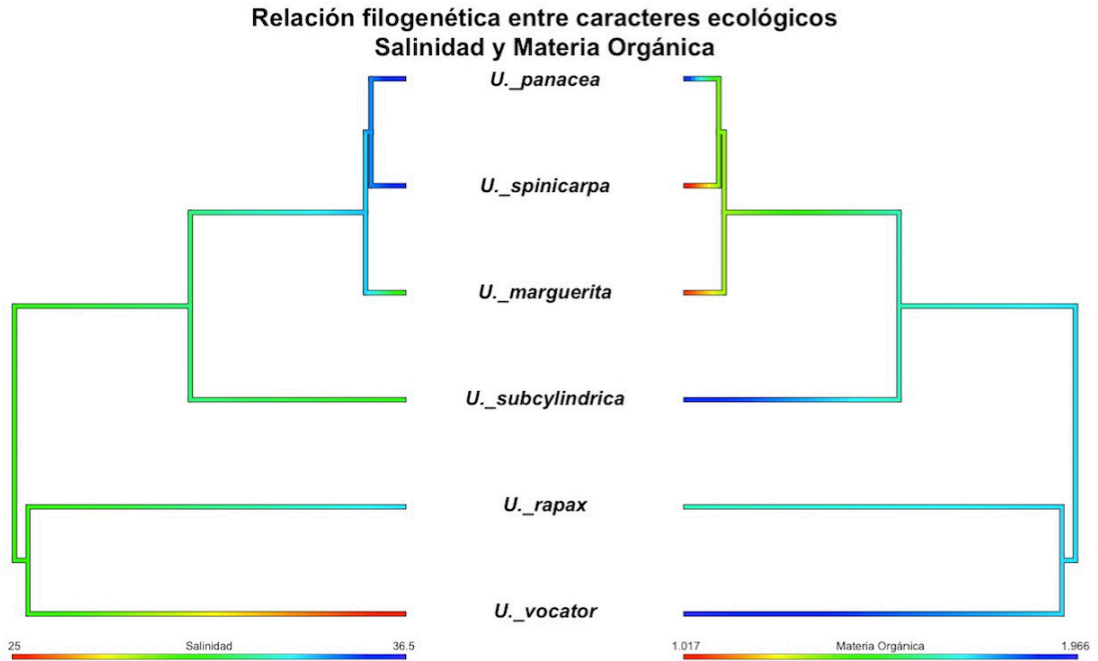 Relación filogenética entre caracteres ecológicos
Salinidad y Materia Orgánica
U._panacea
U._spinicarpa
U._marguerita
U._subcylindrica
U._rapax
U._vocator
25 Salinidad 36.5
1.017 Materia Orgánica 1.966